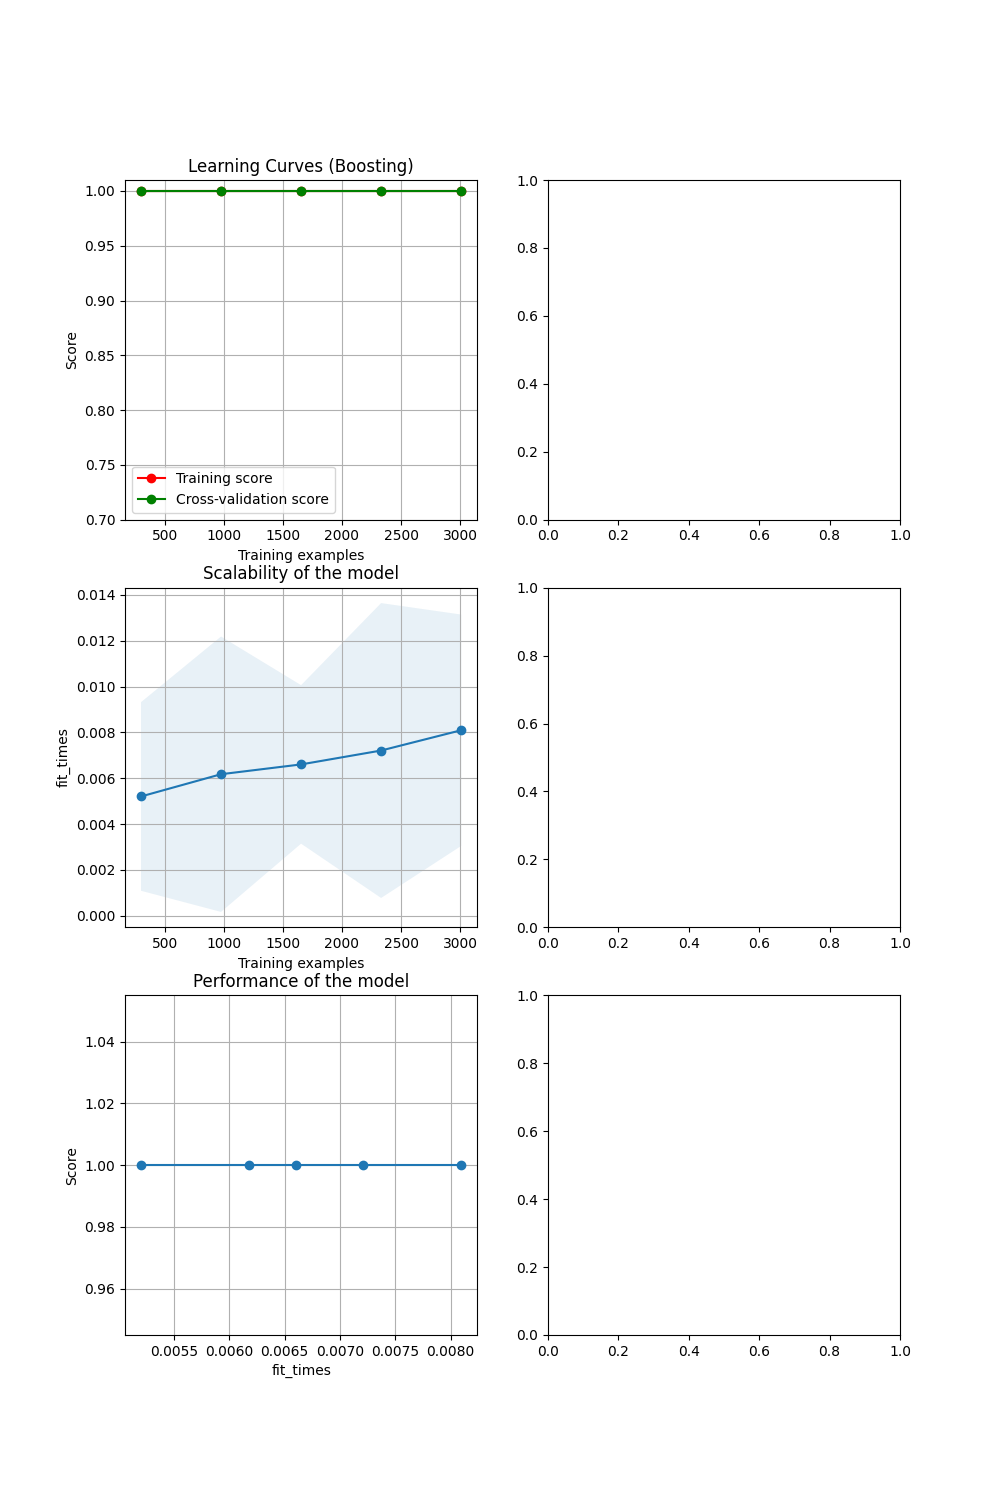 Learning Curves (Boosting)
1.00
0.95
0.90
0.85
0.80
0.75
0.70
Score
Training score
Cross-validation score
500 1000 1500 2000 2500 3000
Training examples
1.0
0.8
0.6
0.4
0.2
0.0
0.0 0.2 0.4 0.6 0.8 1.0
Scalability of the model
0.014
0.012
0.010
0.008
0.006
0.004
0.002
0.000
fit_times
500 1000 1500 2000 2500 3000
Training examples
1.0
0.8
0.6
0.4
0.2
0.0
0.0 0.2 0.4 0.6 0.8 1.0
Performance of the model
1.04
1.02
1.00
0.98
0.96
Score
0.0055 0.0060 0.0065 0.0070 0.0075 0.0080
fit_times
1.0
0.8
0.6
0.4
0.2
0.0
0.0 0.2 0.4 0.6 0.8 1.0